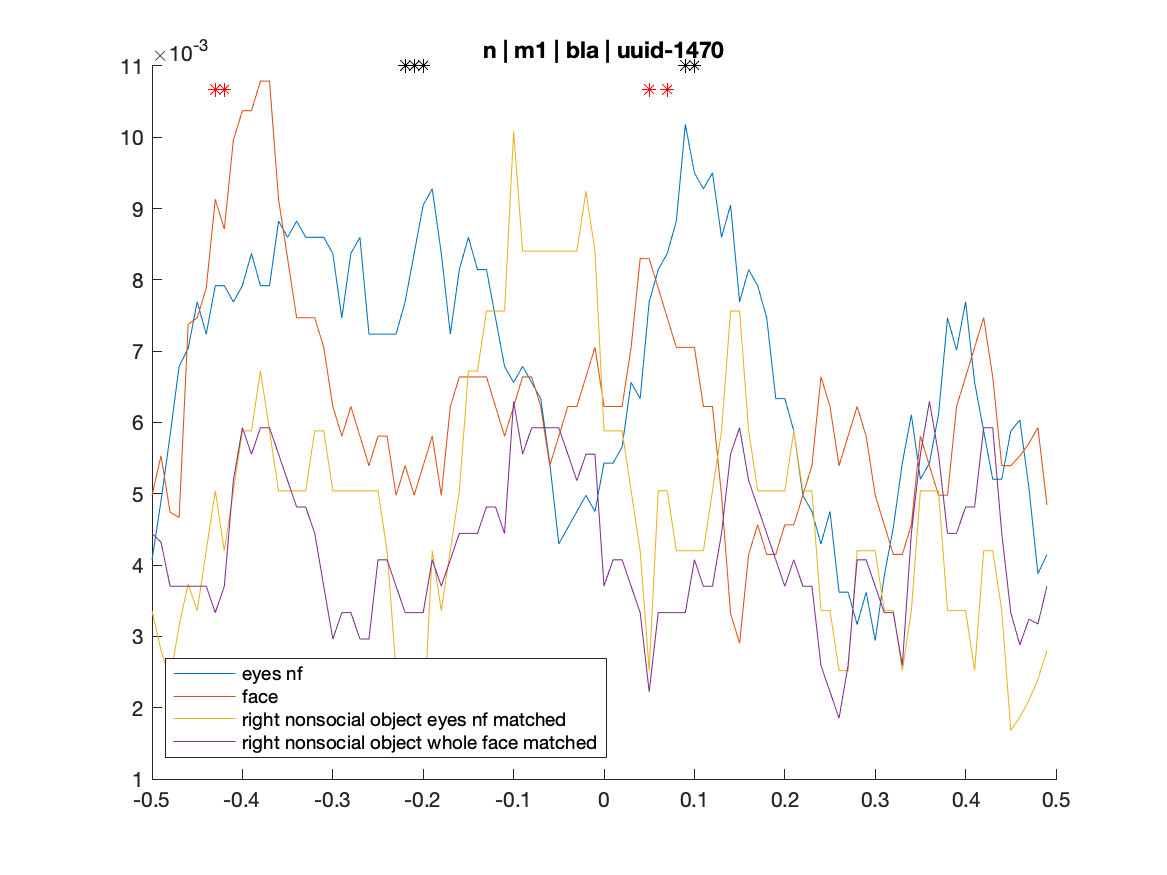 ×10-3
n | m1 | bla | uuid-1470
11
10
9
8
7
6
5
4
3
2
1
eyes nf
face
right nonsocial object eyes nf matched
right nonsocial object whole face matched
-0.5 -0.4 -0.3 -0.2 -0.1 0 0.1 0.2 0.3 0.4 0.5